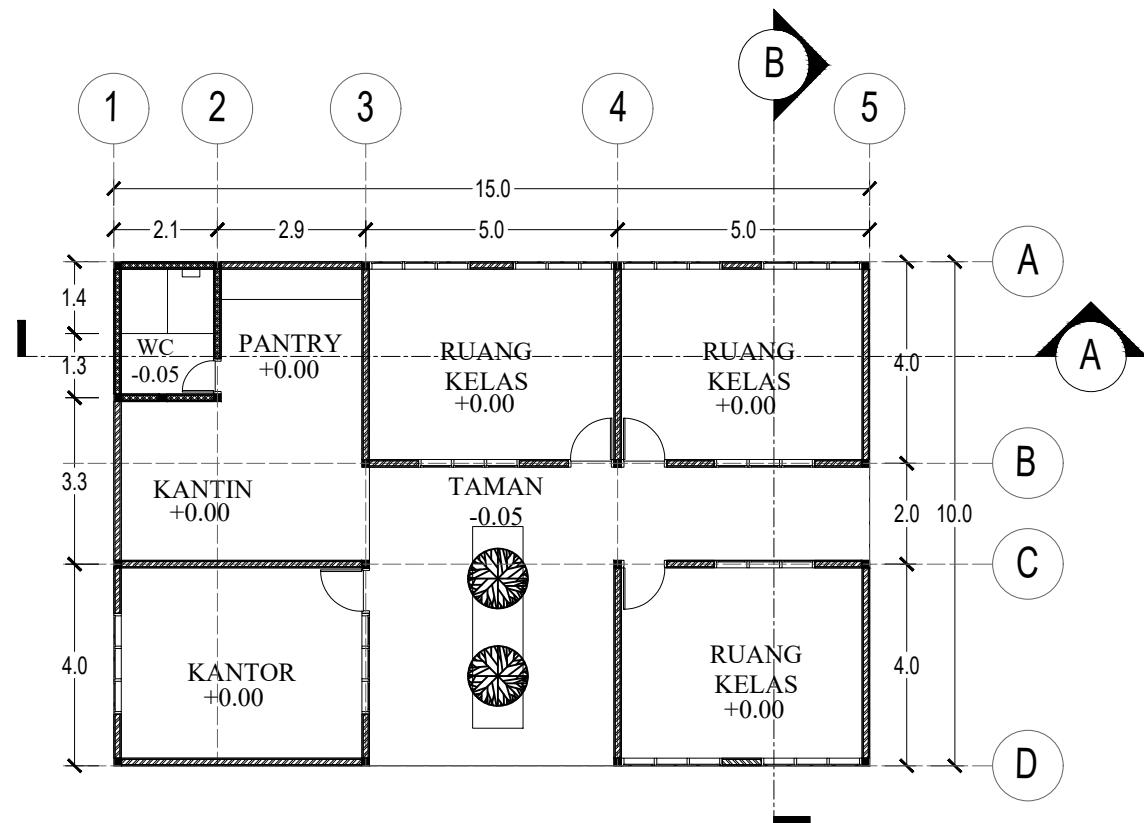 B
1
2
3
4
5
15.0
2.1
2.9
5.0
5.0
A
1.4
1.3
3.3
4.0
WC
-0.05
PANTRY
+0.00
RUANG
KELAS
+0.00
RUANG
KELAS
+0.00
4.0
A
B
KANTIN
+0.00
TAMAN
-0.05
2.0
10.0
C
KANTOR
+0.00
RUANG
KELAS
+0.00
4.0
D